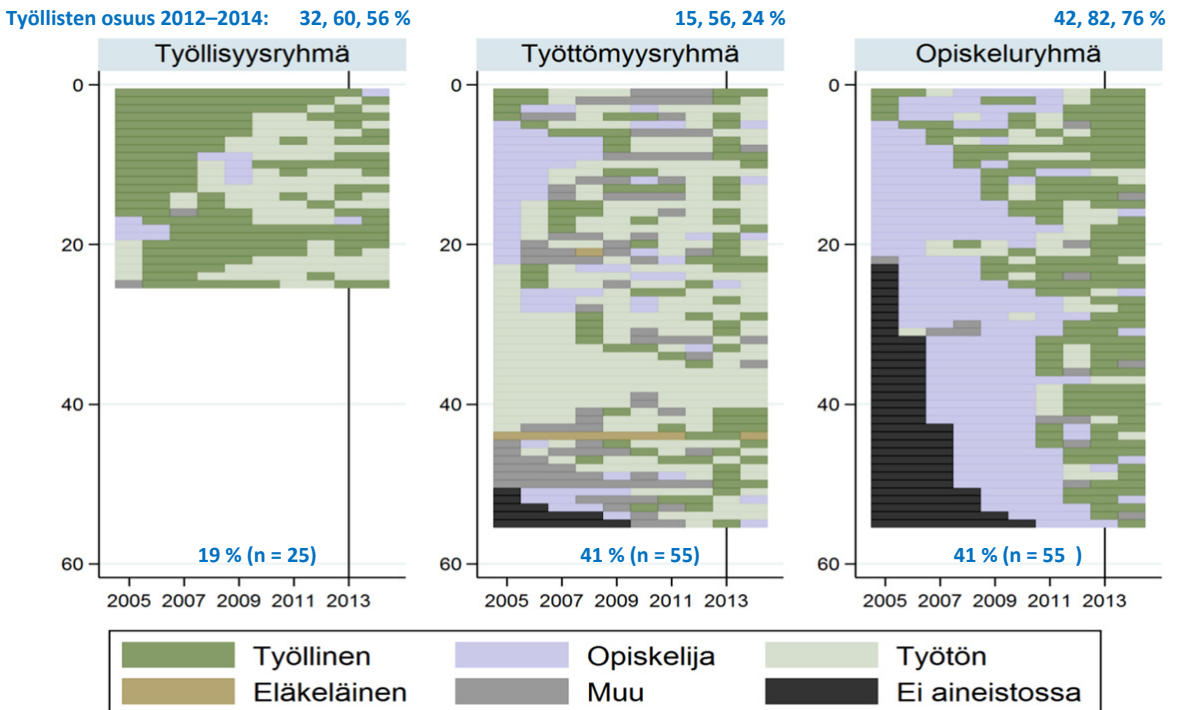 Työllisten osuus 2012–2014: 32, 60, 56 % 15, 56, 24 % 42, 82, 76 %
Työllisyysryhmä Työttömyysryhmä Opiskeluryhmä
0 0 0
20 20 20
40 40 40
19 % (n = 25) 41 % (n = 55) 41 % (n = 55 )
60 60 60
2005 2007 2009 2011 2013 2005 2007 2009 2011 2013 2005 2007 2009 2011 2013
Työllinen Opiskelija Työtön
Eläkeläinen Muu Ei aineistossa